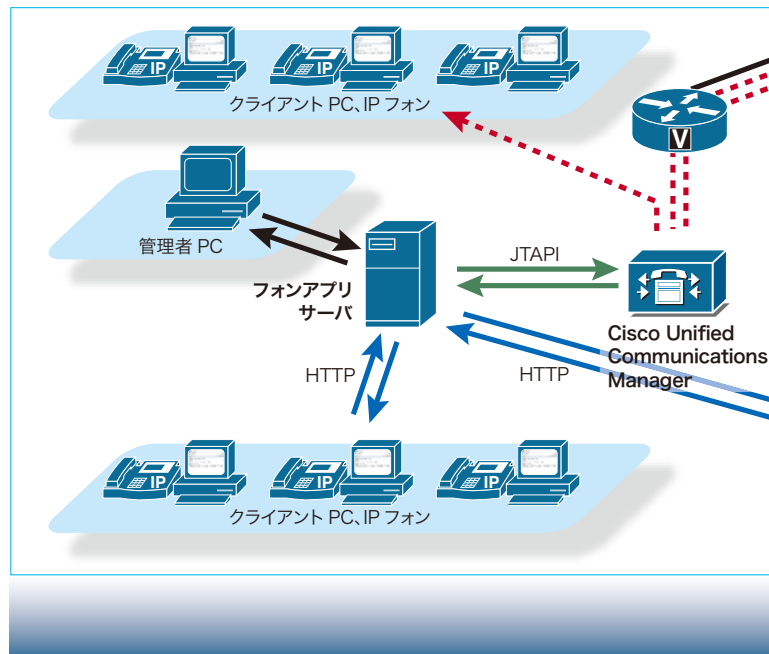 IP
IP
IP
クライアント PC、IP フォン
V
管理者 PC
フォンアプリ
サーバ
JTAPI
Cisco Unified
Communications
Manager
HTTP
HTTP
IP
IP
IP
クライアント PC、IP フォン